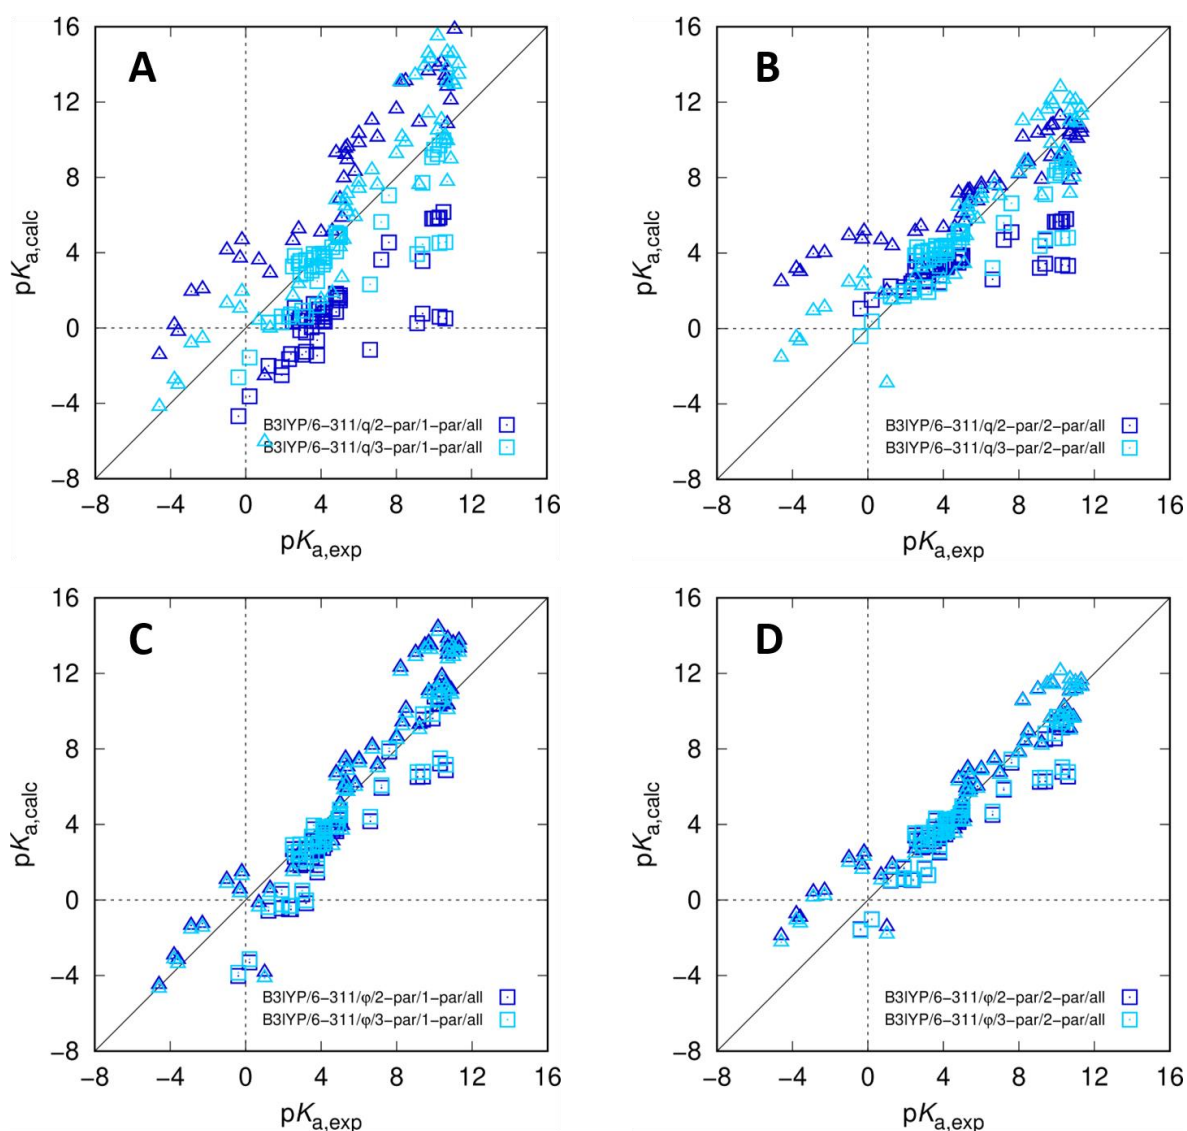 A
16
12
8
4
0
−4
−8
−8 −4 0 4 8 12 16
pKa,calc
pKa,exp
B3lYP/6−311/q/2−par/1−par/all
B3lYP/6−311/q/3−par/1−par/all
B
16
12
8
4
0
−4
−8
−8 −4 0 4 8 12 16
pKa,calc
pKa,exp
B3lYP/6−311/q/2−par/2−par/all
B3lYP/6−311/q/3−par/2−par/all
C
16
12
8
4
0
−4
−8
−8 −4 0 4 8 12 16
pKa,calc
pKa,exp
B3lYP/6−311/φ/2−par/1−par/all
B3lYP/6−311/φ/3−par/1−par/all
D
16
12
8
4
0
−4
−8
−8 −4 0 4 8 12 16
pKa,calc
pKa,exp
B3lYP/6−311/φ/2−par/2−par/all
B3lYP/6−311/φ/3−par/2−par/all